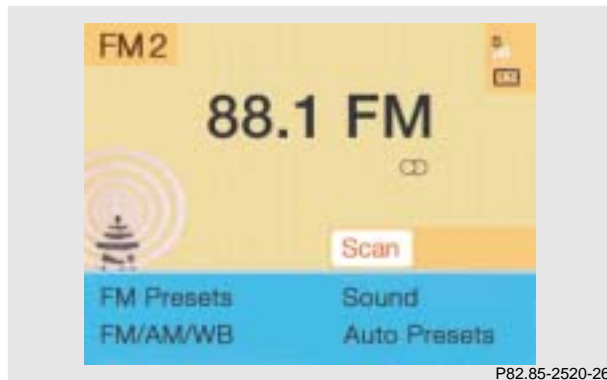 FM2
88.1 FM
Scan
FM Presets Sound
FM/AM/WB Auto Presets
P82.85-2520-26